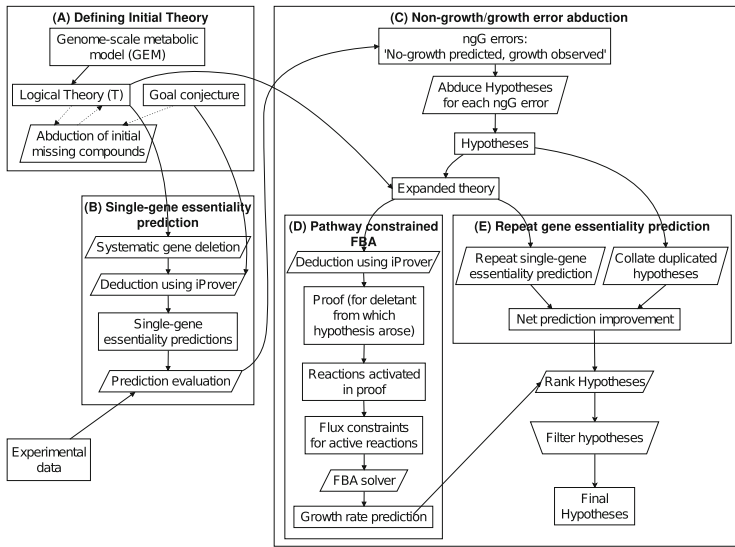 (A) Defining Initial Theory
Genome-scale metabolic
model (GEM)
Logical Theory (T)
Goal conjecture
Abduction of initial
missing compounds
(B) Single-gene essentiality
prediction
Systematic gene deletion
Deduction using iProver
Single-gene
essentiality predictions
Prediction evaluation
Experimental
data
(C) Non-growth/growth error abduction
ngG errors:
'No-growth predicted, growth observed'
Abduce Hypotheses
for each ngG error
Hypotheses
Expanded theory
(D) Pathway constrained
FBA
Deduction using iProver
Proof (for deletant
from which
hypothesis arose)
Reactions activated
in proof
Flux constraints
for active reactions
FBA solver
Growth rate prediction
(E) Repeat gene essentiality prediction
Repeat single-gene
essentiality prediction
Collate duplicated
hypotheses
Net prediction improvement
Rank Hypotheses
Filter hypotheses
Final
Hypotheses